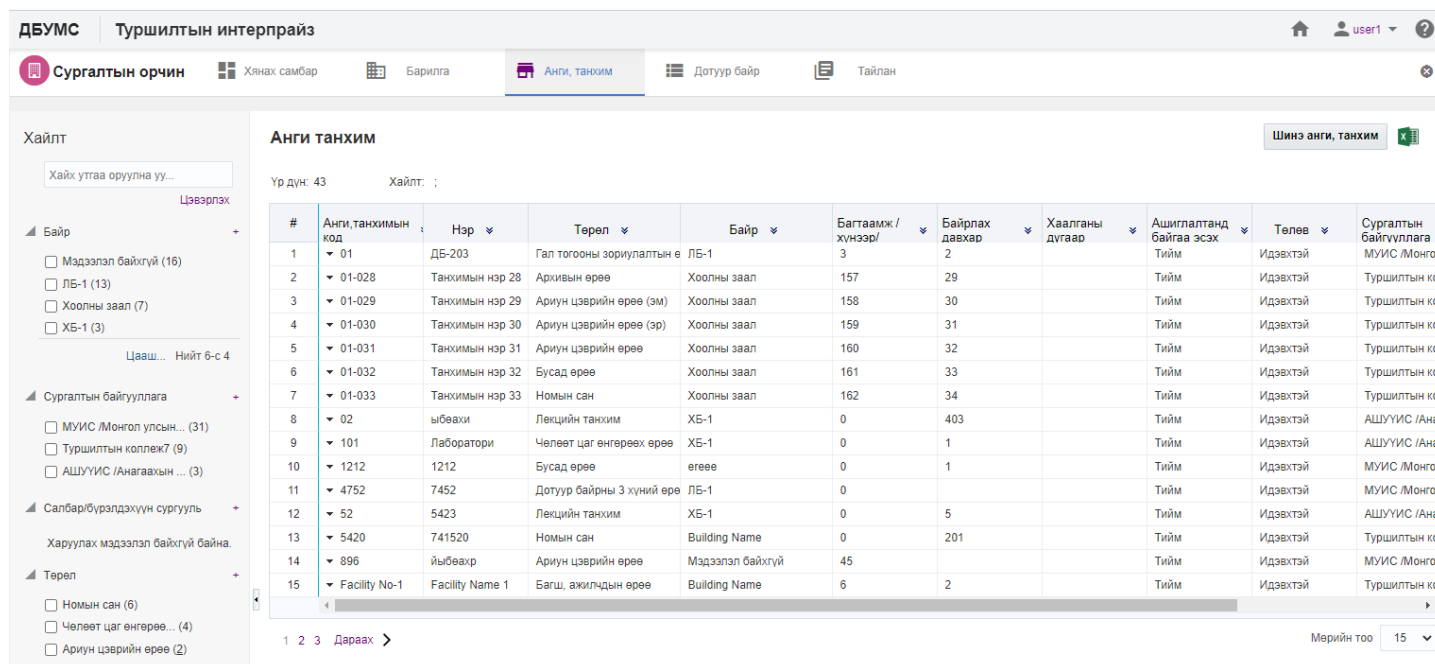 ДБУМС Туршилтын интерпрайз user1
Сургалтын орчин Хянах самбар Барилга Анги, танхим Дотуур байр Тайлан
Хайлт
Хайх утгаа оруулна уу...
Цэвэрлэх
Байр +
Мэдээлэл байхгүй (16)
ЛБ-1 (13)
Хоолны заал (7)
ХБ-1 (3)
Цааш... Нийт 6-с 4
Сургалтын байгууллага +
МУИС /Монгол улсын... (31)
Туршилтын коллеж7 (9)
АШУҮИС /Анагаахын ... (3)
Салбар/бүрэлдэхүүн сургууль +
Харуулах мэдээлэл байхгүй байна.
Төрөл +
Номын сан (6)
Чөлөөт цаг өнгөрөө... (4)
Ариун цэврийн өрөө (2)
Анги танхим Шинэ анги, танхим
Үр дүн: 43 Хайлт: ;
# Анги,танхимын код Нэр Төрөл Байр Багтаамж / хүнээр/ Байрлах давхар Хаалганы дугаар Ашиглалтанд байгаа эсэх Төлөв Сургалтын байгууллага
1 01 ДБ-203 Гал тогооны зориулалтын ө ЛБ-1 3 2 Тийм Идэвхтэй МУИС /Монго
2 01-028 Танхимын нэр 28 Архивын өрөө Хоолны заал 157 29 Тийм Идэвхтэй Туршилтын ко
3 01-029 Танхимын нэр 29 Ариун цэврийн өрөө (эм) Хоолны заал 158 30 Тийм Идэвхтэй Туршилтын ко
4 01-030 Танхимын нэр 30 Ариун цэврийн өрөө (эр) Хоолны заал 159 31 Тийм Идэвхтэй Туршилтын ко
5 01-031 Танхимын нэр 31 Ариун цэврийн өрөө Хоолны заал 160 32 Тийм Идэвхтэй Туршилтын ко
6 01-032 Танхимын нэр 32 Бусад өрөө Хоолны заал 161 33 Тийм Идэвхтэй Туршилтын ко
7 01-033 Танхимын нэр 33 Номын сан Хоолны заал 162 34 Тийм Идэвхтэй Туршилтын ко
8 02 ыбөахи Лекцийн танхим ХБ-1 0 403 Тийм Идэвхтэй АШУҮИС /Ана
9 101 Лаборатори Чөлөөт цаг өнгөрөөх өрөө ХБ-1 0 1 Тийм Идэвхтэй АШУҮИС /Ана
10 1212 1212 Бусад өрөө ereee 0 1 Тийм Идэвхтэй МУИС /Монго
11 4752 7452 Дотуур байрны 3 хүний өрө ЛБ-1 0 Тийм Идэвхтэй МУИС /Монго
12 52 5423 Лекцийн танхим ХБ-1 0 5 Тийм Идэвхтэй АШУҮИС /Ана
13 5420 741520 Номын сан Building Name 0 201 Тийм Идэвхтэй Туршилтын ко
14 896 йыбөахр Ариун цэврийн өрөө Мэдээлэл байхгүй 45 Тийм Идэвхтэй МУИС /Монго
15 Facility No-1 Facility Name 1 Багш, ажилчдын өрөө Building Name 6 2 Тийм Идэвхтэй Туршилтын ко
1 2 3 Дараах Мөрийн тоо 15